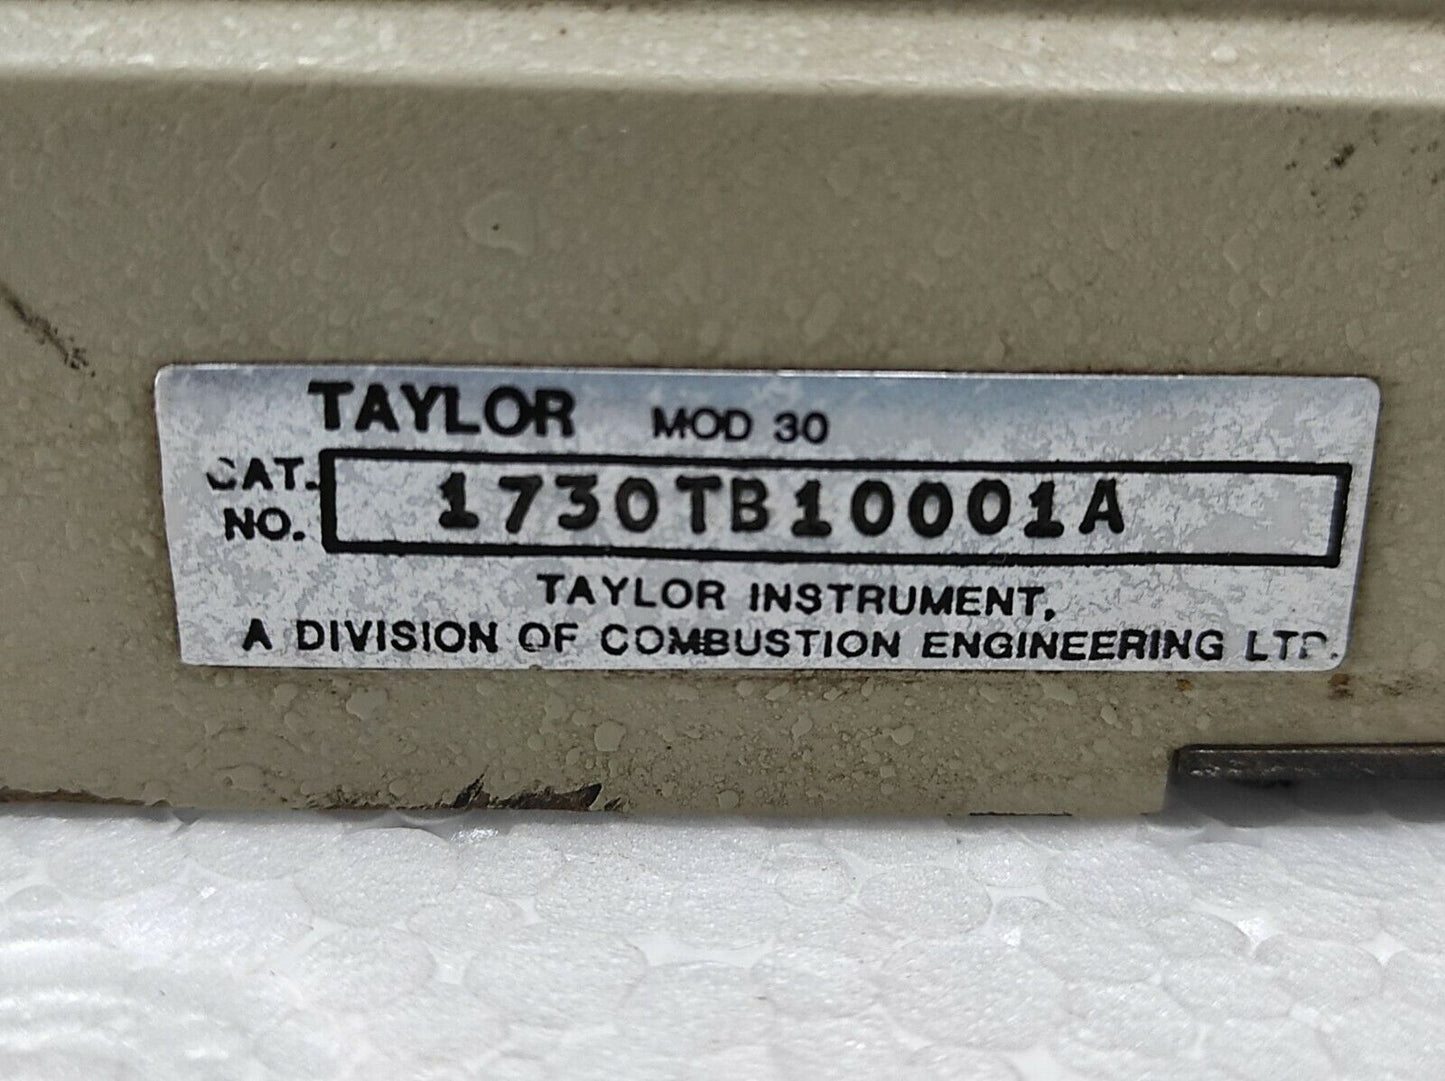 TAYLOR MOD 30
CAT. 1730TB10001A
NO.
TAYLOR INSTRUMENT,
A DIVISION OF COMBUSTION ENGINEERING LTD.